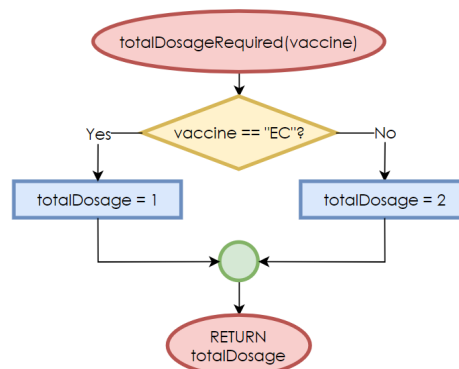 totalDosageRequired(vaccine)
vaccine == "EC"?
Yes
No
totalDosage = 1
totalDosage = 2
RETURN
totalDosage